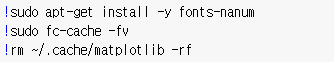 !sudo apt-get install -y fonts-nanum
!sudo fc-cache -fv
!rm ~/.cache/matplotlib -rf